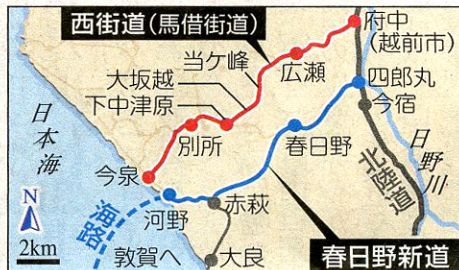 西街道(馬借街道)
府中
(越前市)
当ケ峰
広瀬
四郎丸
大坂越
下中津原
今宿
日本海
別所
春日野
日野川
北陸道
今泉
河野
赤萩
N
海路
2km
敦賀へ
大良
春日野新道